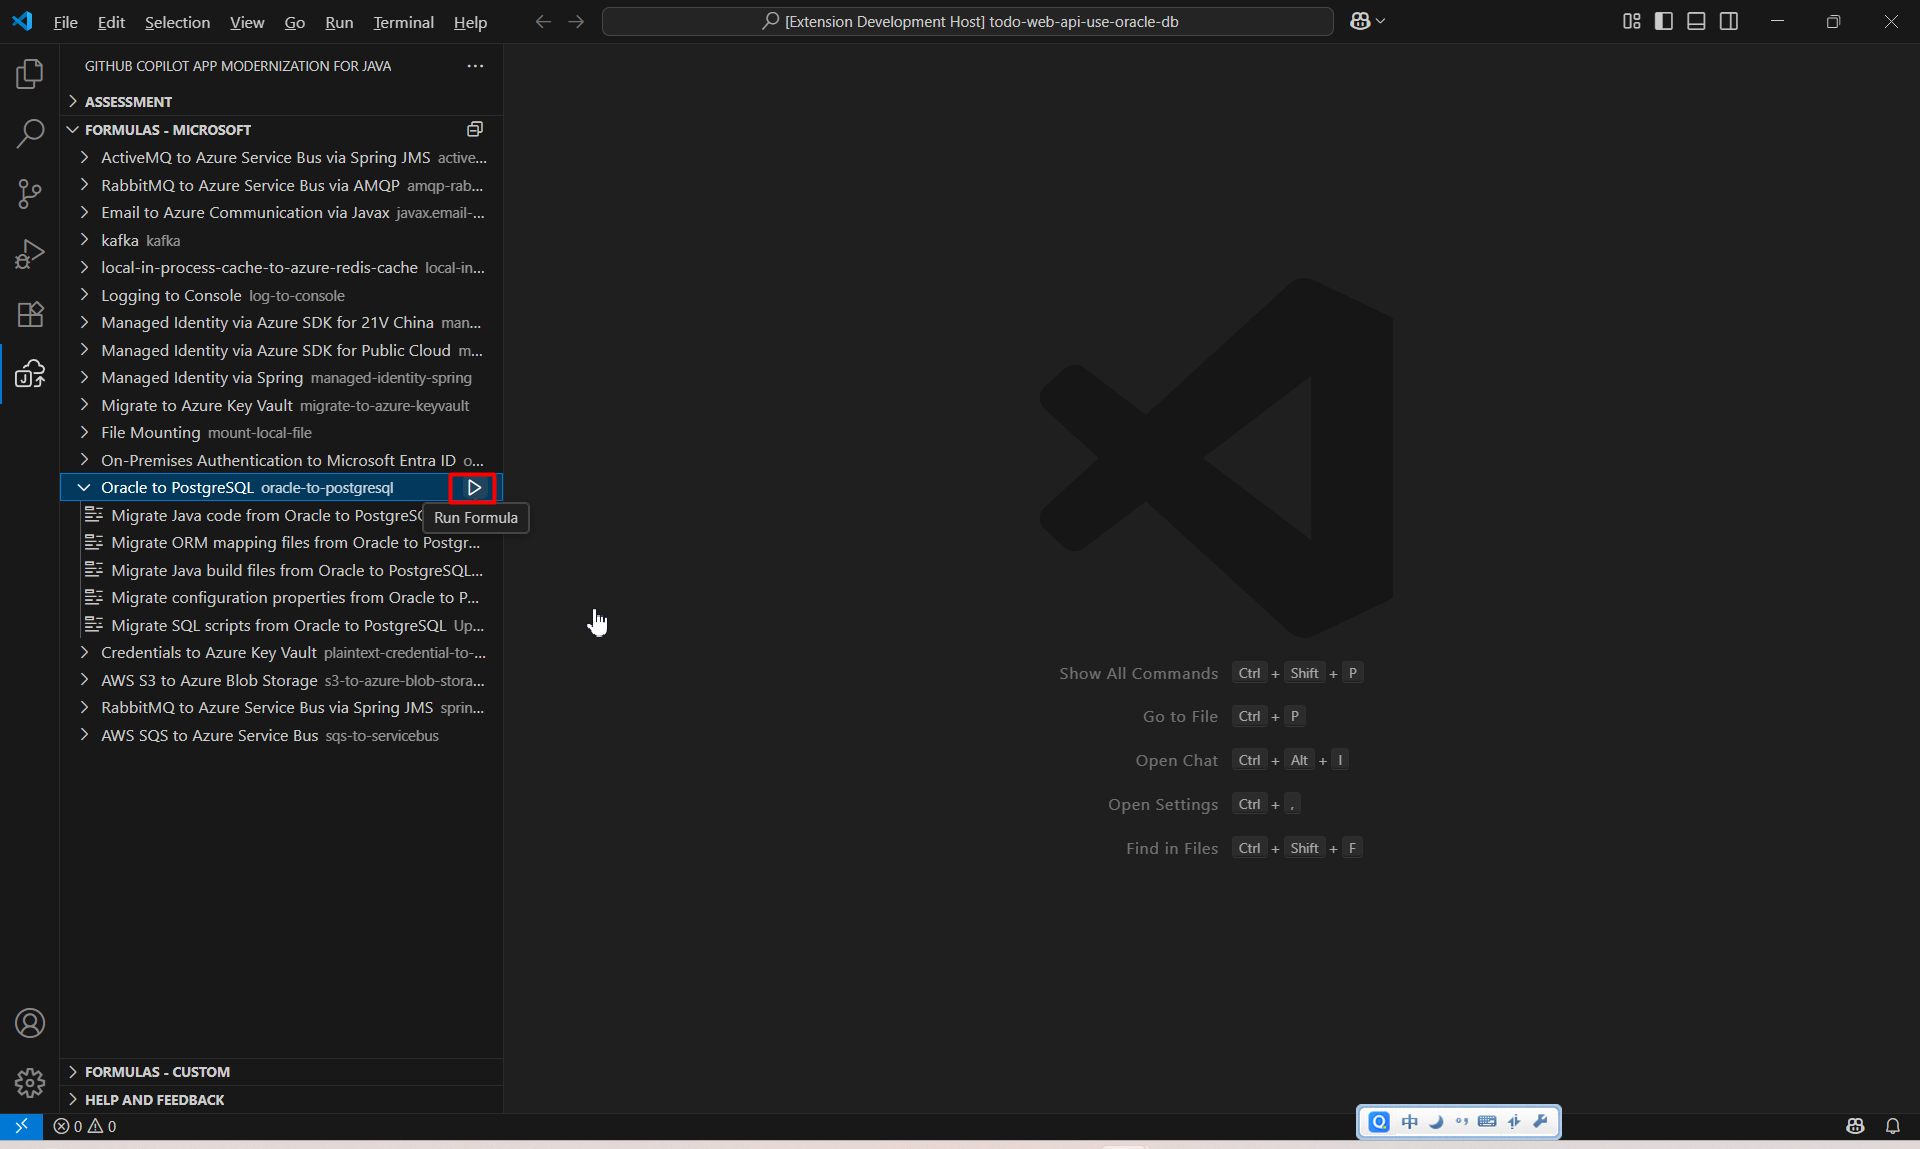 File Edit Selection View Go Run Terminal Help
[Extension Development Host] todo-web-api-use-oracle-db
GITHUB COPILOT APP MODERNIZATION FOR JAVA
ASSESSMENT
FORMULAS - MICROSOFT
ActiveMQ to Azure Service Bus via Spring JMS active...
RabbitMQ to Azure Service Bus via AMQP amqp-rab...
Email to Azure Communication via Javax javax.email-...
kafka kafka
local-in-process-cache-to-azure-redis-cache local-in...
Logging to Console log-to-console
Managed Identity via Azure SDK for 21V China man...
Managed Identity via Azure SDK for Public Cloud m...
Managed Identity via Spring managed-identity-spring
Migrate to Azure Key Vault migrate-to-azure-keyvault
File Mounting mount-local-file
On-Premises Authentication to Microsoft Entra ID o...
Oracle to PostgreSQL oracle-to-postgresql
Run Formula
Migrate Java code from Oracle to PostgreSQ
Migrate ORM mapping files from Oracle to Postgr...
Migrate Java build files from Oracle to PostgreSQL...
Migrate configuration properties from Oracle to P...
Migrate SQL scripts from Oracle to PostgreSQL Up...
Credentials to Azure Key Vault plaintext-credential-to-...
AWS S3 to Azure Blob Storage s3-to-azure-blob-stora...
RabbitMQ to Azure Service Bus via Spring JMS sprin...
AWS SQS to Azure Service Bus sqs-to-servicebus
Show All Commands Ctrl + Shift + P
Go to File Ctrl + P
Open Chat Ctrl + Alt + I
Open Settings Ctrl + ,
Find in Files Ctrl + Shift + F
FORMULAS - CUSTOM
HELP AND FEEDBACK
0 0
中